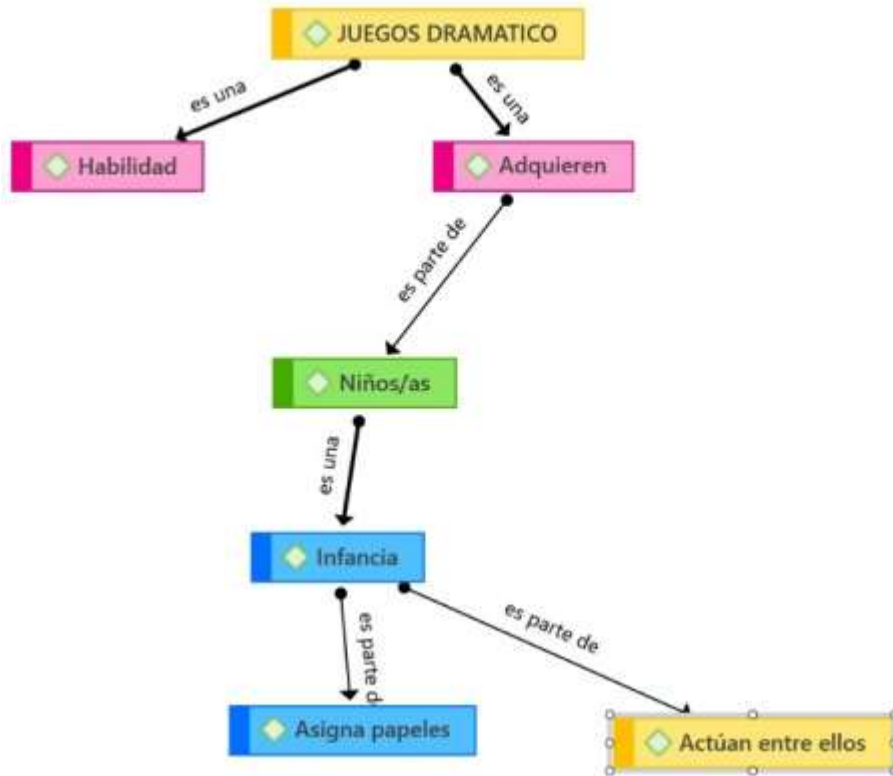 JUEGOS DRAMATICO
es una
es una
Habilidad
Adquieren
es parte de
Niños/as
es una
Infancia
es parte d
es parte de
Asigna papeles
Actúan entre ellos